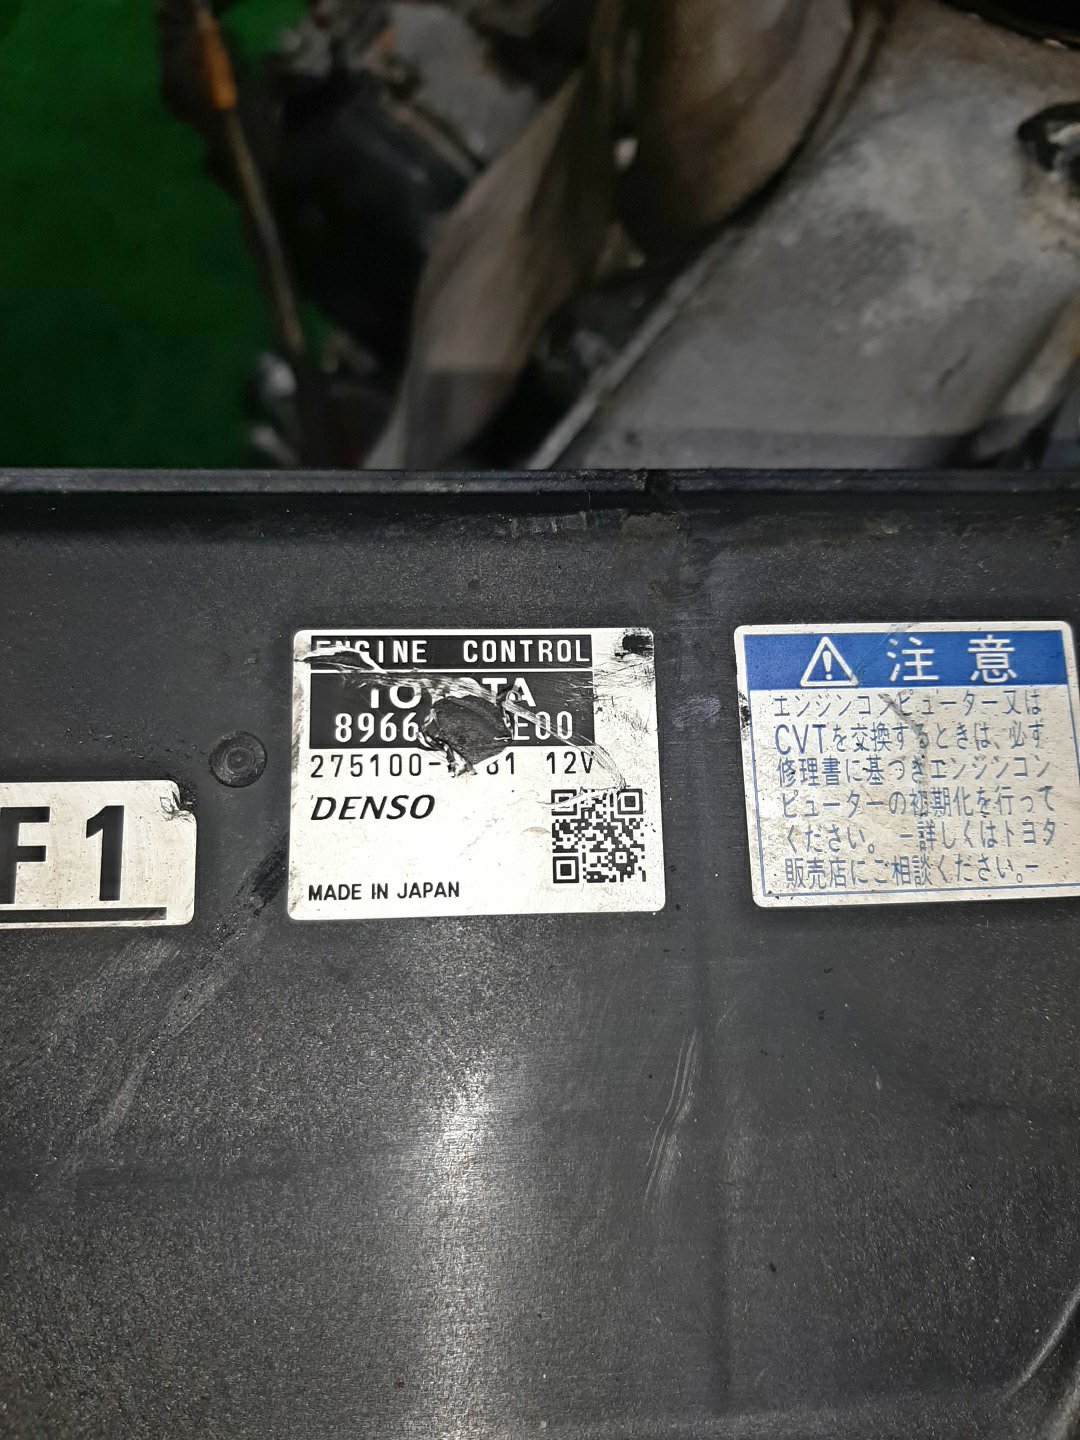 F1
ENGINE CONTROL
TOYOTA
12V
DENSO
MADE IN JAPAN
注意
エンジンコンピューター又は
CVTを交換するときは、必ず
修理書に基づきエンジンコン
ピューターの初期化を行って
ください。 -詳しくはトヨタ
販売店にご相談ください。-